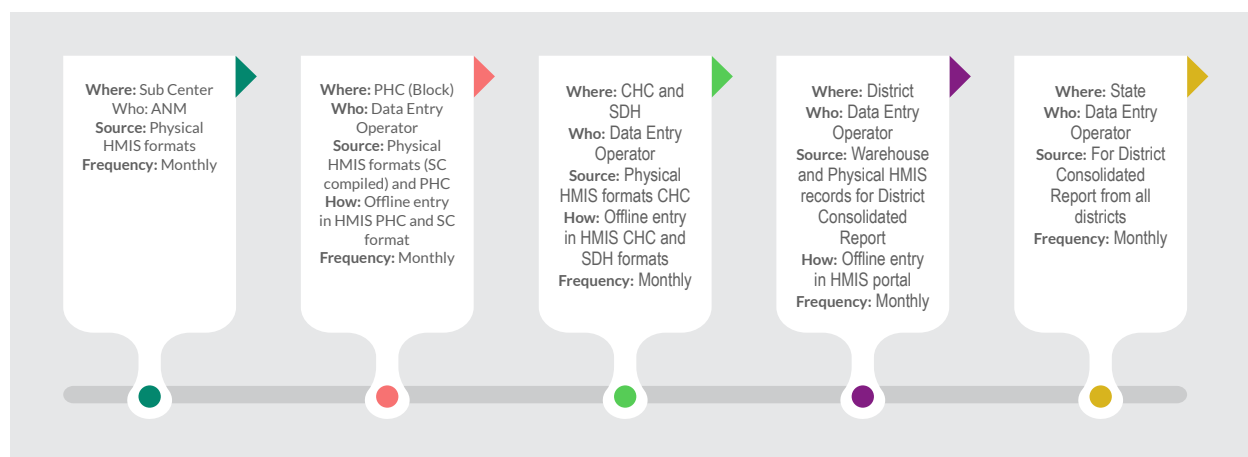 Where: Sub Center
Who: ANM
Source: Physical
HMIS formats
Frequency: Monthly
Where: PHC (Block)
Who: Data Entry
Operator
Source: Physical
HMIS formats (SC
compiled) and PHC
How: Offline entry
in HMIS PHC and SC
format
Frequency: Monthly
Where: CHC and
SDH
Who: Data Entry
Operator
Source: Physical
HMIS formats CHC
How: Offline entry
in HMIS CHC and
SDH formats
Frequency: Monthly
Where: District
Who: Data Entry
Operator
Source: Warehouse
and Physical HMIS
records for District
Consolidated
Report
How: Offline entry
in HMIS portal
Frequency: Monthly
Where: State
Who: Data Entry
Operator
Source: For District
Consolidated
Report from all
districts
Frequency: Monthly